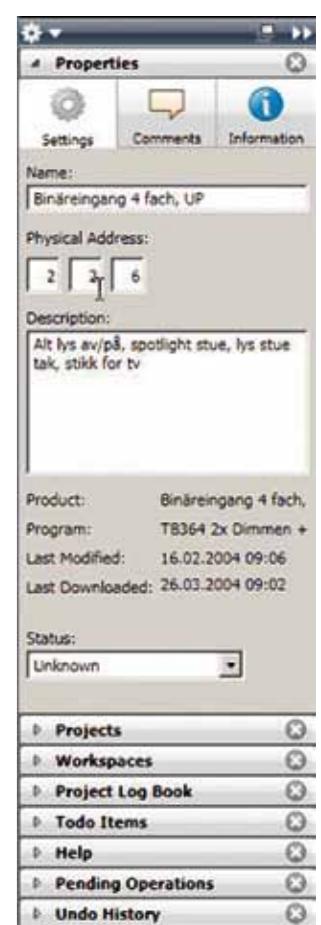 Properties
Settings Comments Information
Name:
Binäreingang 4 fach, UP
Physical Address:
2 6
Description:
Alt lys av/på, spotlight stue, lys stue
tak, stikk for tv
Product: Binäreingang 4 fach,
Program: TB364 2x Dimmen +
Last Modified: 16.02.2004 09:06
Last Downloaded: 26.03.2004 09:02
Status:
Unknown
Projects
Workspaces
Project Log Book
Todo Items
Help
Pending Operations
Undo History